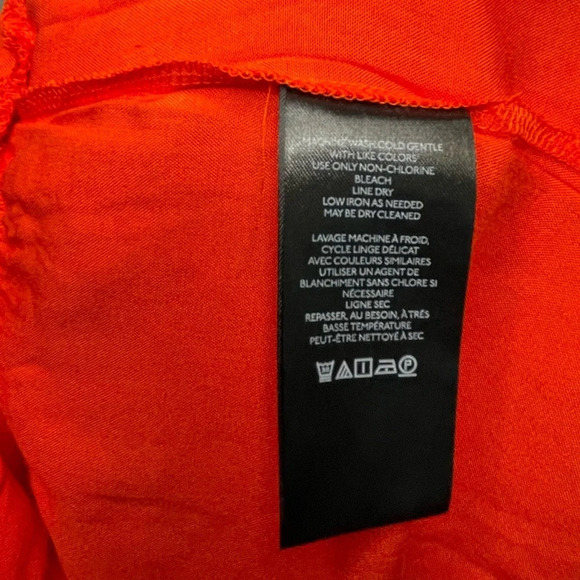 MACHINE WASH COLD GENTLE
WITH LIKE COLORS
USE ONLY NON-CHLORINE
BLEACH
LINE DRY
LOW IRON AS NEEDED
MAY BE DRY CLEANED
LAVAGE MACHINE À FROID,
CYCLE LINGE DÉLICAT
AVEC COULEURS SIMILAIRES
UTILISER UN AGENT DE
BLANCHIMENT SANS CHLORE SI
NÉCESSAIRE
LIGNE SEC
REPASSER, AU BESOIN, À TRÉS
BASSE TEMPÉRATURE
PEUT-ÊTRE NETTOYÉ À SEC
30 P